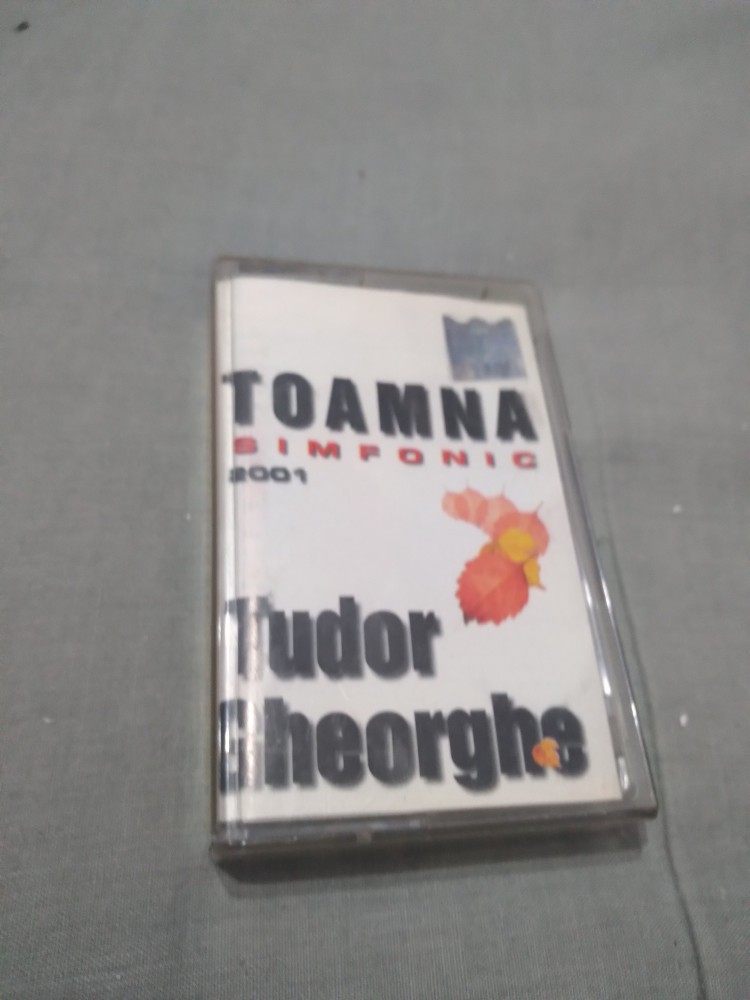 TOAMNA
SIMFONIC
2001
Tudor
Gheorghe